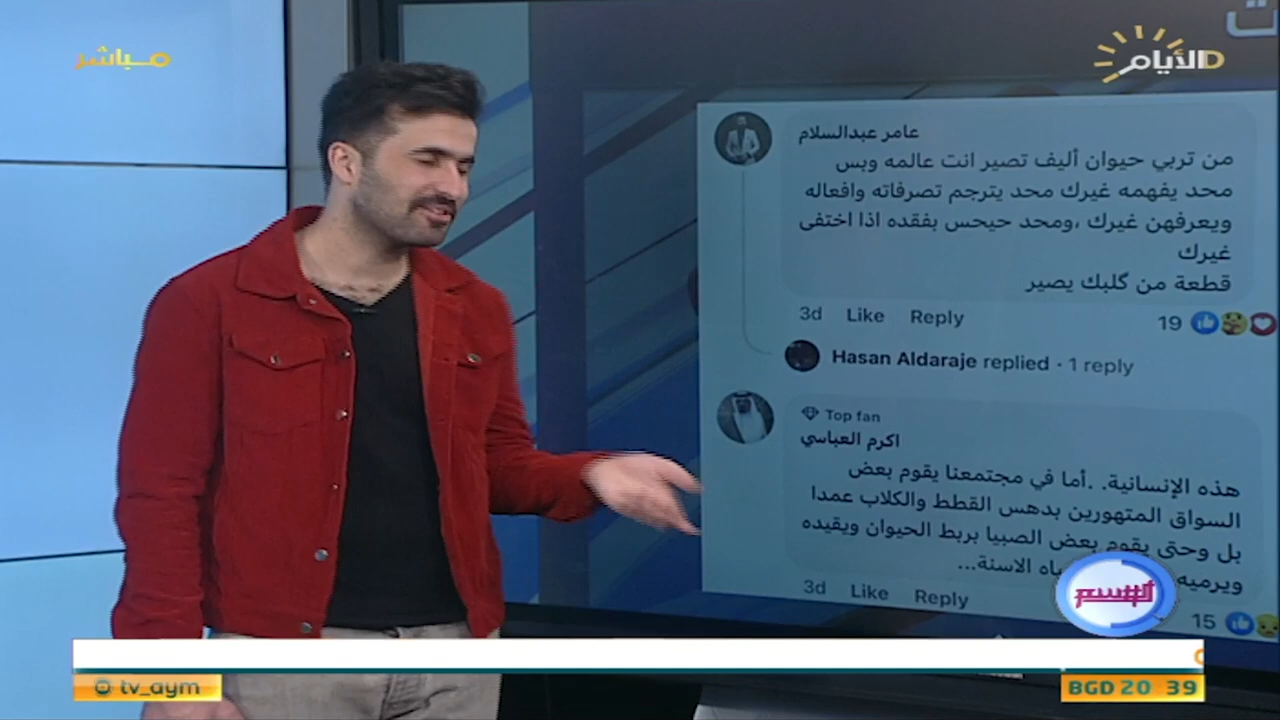 مباشر
الأيام
ت
عامر عبدالسلام
من تربي حيوان أليف تصير انت عالمه وبس
محد يفهمه غيرك محد يترجم تصرفاته وافعاله
ويعرفهن غيرك ،ومحد حيحس بفقده اذا اختفى
غيرك
قطعة من گلبك يصير
3d Like Reply 19
Hasan Aldaraje replied · 1 reply
Top fan
اكرم العباسي
هذه الإنسانية. .أما في مجتمعنا يقوم بعض
السواق المتهورين بدهس القطط والكلاب عمدا
بل وحتى يقوم بعض الصبيا بربط الحيوان ويقيده
ويرميه الاسنة...
3d Like Reply 15
tv_aym
BGD 20 39